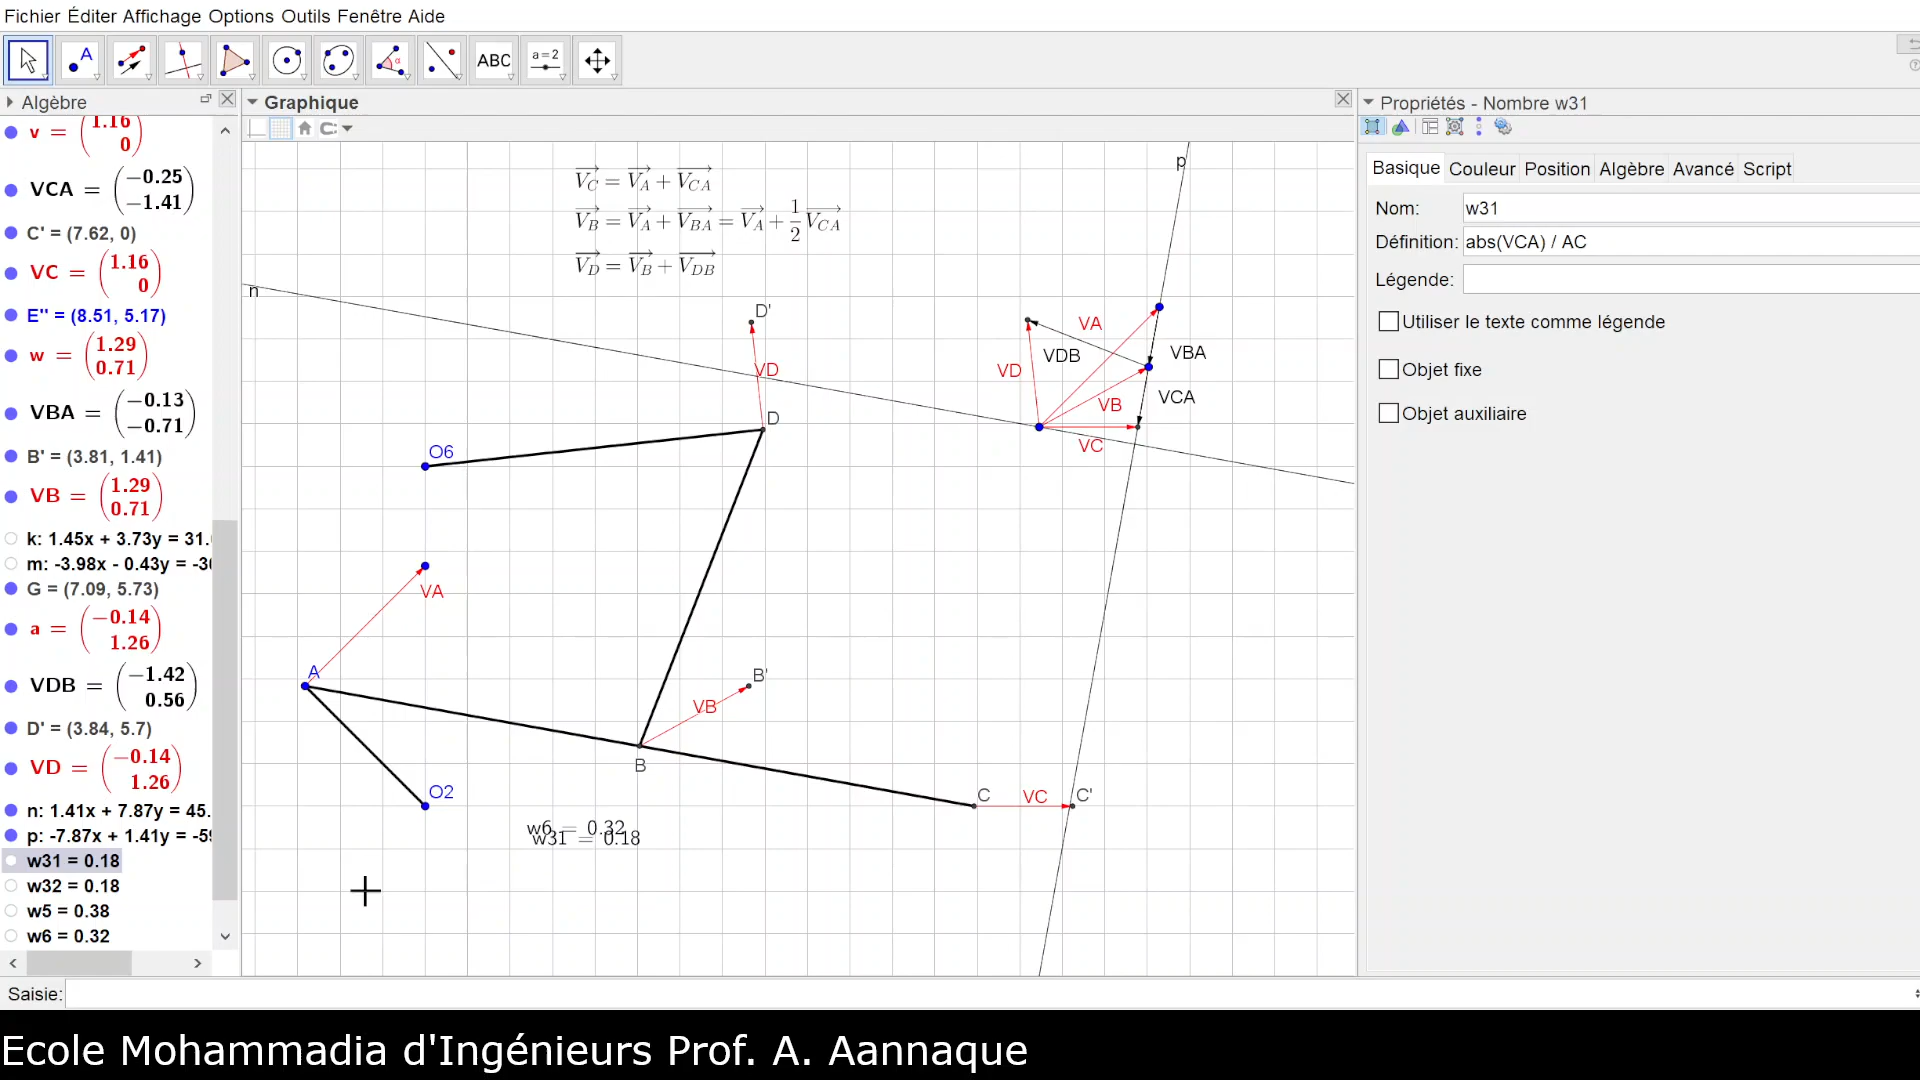 Fichier Éditer Affichage Options Outils Fenêtre Aide
A
α
ABC
a=2
Algèbre
Graphique
Propriétés - Nombre w31
v = (1.16 0)
VCA = (−0.25 −1.41)
C' = (7.62, 0)
VC = (1.16 0)
E'' = (8.51, 5.17)
w = (1.29 0.71)
VBA = (−0.13 −0.71)
B' = (3.81, 1.41)
VB = (1.29 0.71)
k: 1.45x + 3.73y = 31.
m: -3.98x - 0.43y = -3
G = (7.09, 5.73)
a = (−0.14 1.26)
VDB = (−1.42 0.56)
D' = (3.84, 5.7)
VD = (−0.14 1.26)
n: 1.41x + 7.87y = 45.
p: -7.87x + 1.41y = -5
w31 = 0.18
w32 = 0.18
w5 = 0.38
w6 = 0.32
V_C = V_A + V_CA
V_B = V_A + V_BA = V_A + 1/2 V_CA
V_D = V_B + V_DB
n
p
D'
VD
D
O6
VA
A
B'
VB
B
O2
C
VC
C'
w6 = 0.32
w31 = 0.18
VA
VBA
VDB
VD
VCA
VB
VC
Basique Couleur Position Algèbre Avancé Script
Nom: w31
Définition: abs(VCA) / AC
Légende:
Utiliser le texte comme légende
Objet fixe
Objet auxiliaire
Saisie:
Ecole Mohammadia d'Ingénieurs Prof. A. Aannaque